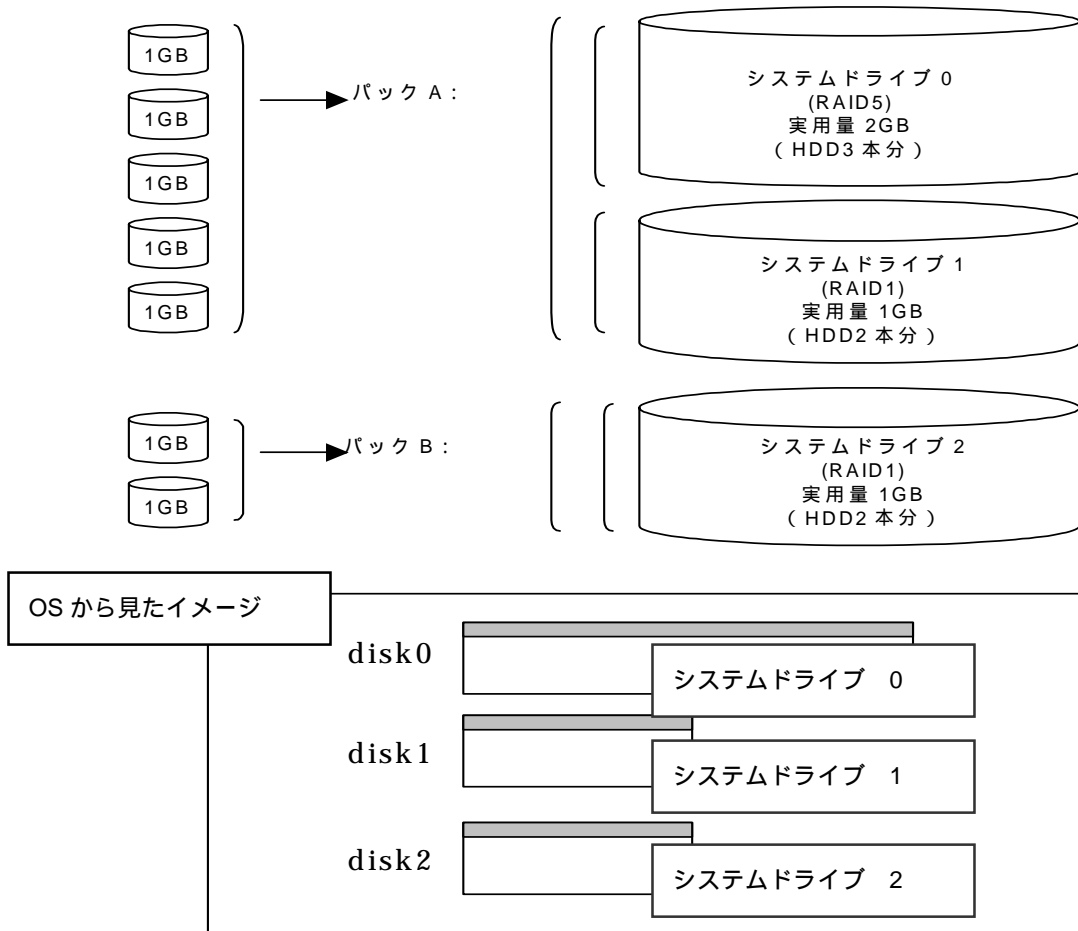 1GB
1GB
1GB
1GB
1GB
パック A：
システムドライブ 0
(RAID5)
実用量 2GB
（HDD3 本分）
システムドライブ 1
(RAID1)
実用量 1GB
（HDD2 本分）
1GB
1GB
パック B：
システムドライブ 2
(RAID1)
実用量 1GB
（HDD2 本分）
OS から見たイメージ
disk0
システムドライブ　0
disk1
システムドライブ　1
disk2
システムドライブ　2